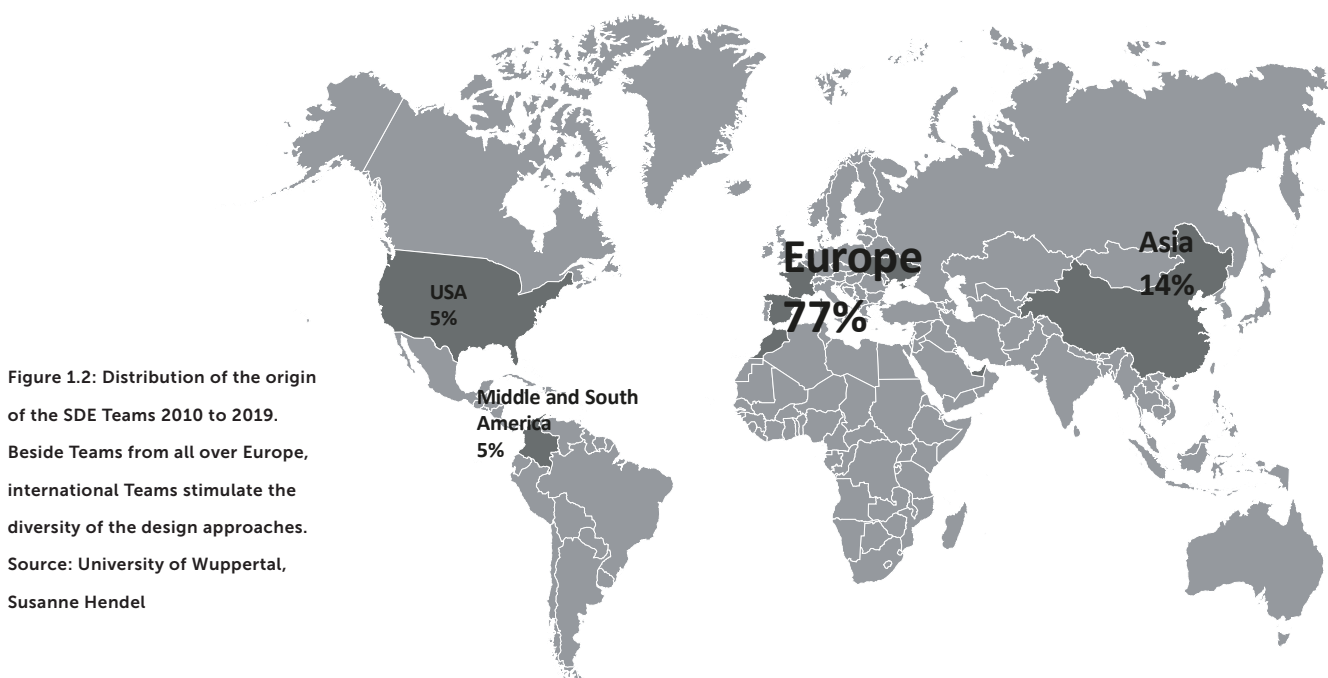 USA
5%
Europe
77%
Asia
14%
Middle and South
America
5%
Figure 1.2: Distribution of the origin
of the SDE Teams 2010 to 2019.
Beside Teams from all over Europe,
international Teams stimulate the
diversity of the design approaches.
Source: University of Wuppertal,
Susanne Hendel